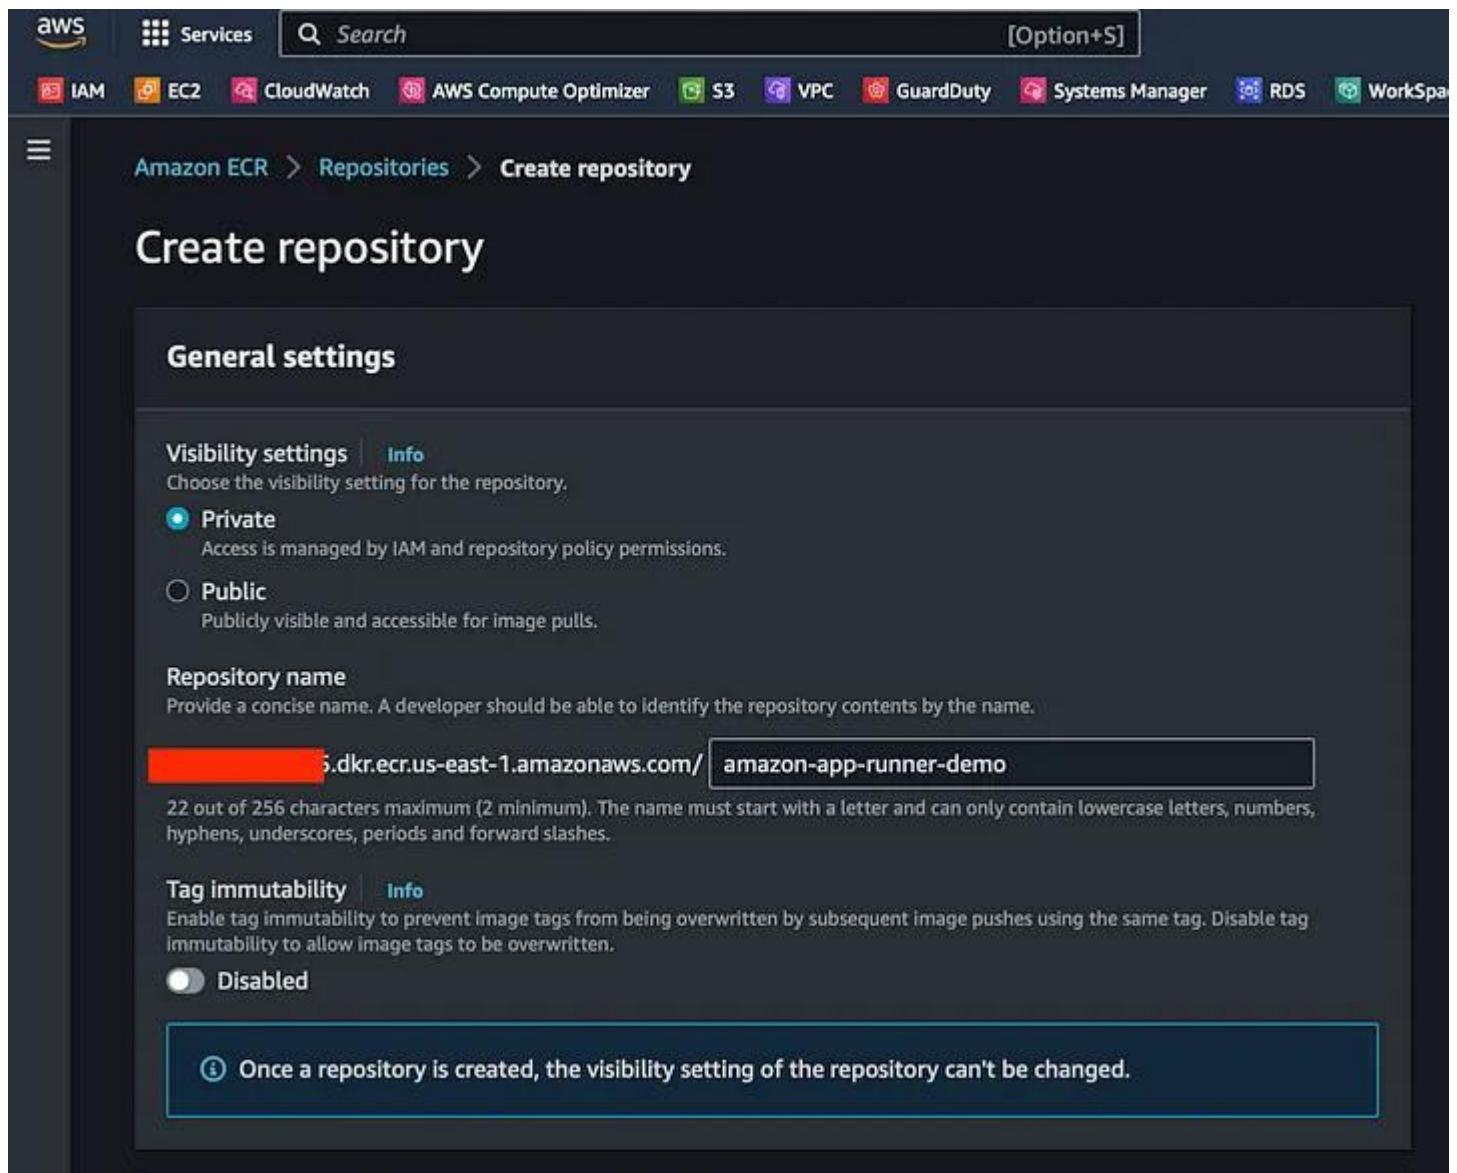 aws
Services
Search
[Option+S]
IAM
EC2
CloudWatch
AWS Compute Optimizer
S3
VPC
GuardDuty
Systems Manager
RDS
WorkSpa
Amazon ECR > Repositories > Create repository
Create repository
General settings
Visibility settings
Info
Choose the visibility setting for the repository.
Private
Access is managed by IAM and repository policy permissions.
Public
Publicly visible and accessible for image pulls.
Repository name
Provide a concise name. A developer should be able to identify the repository contents by the name.
.dkr.ecr.us-east-1.amazonaws.com/
amazon-app-runner-demo
22 out of 256 characters maximum (2 minimum). The name must start with a letter and can only contain lowercase letters, numbers,
hyphens, underscores, periods and forward slashes.
Tag immutability
Info
Enable tag immutability to prevent image tags from being overwritten by subsequent image pushes using the same tag. Disable tag
immutability to allow image tags to be overwritten.
Disabled
Once a repository is created, the visibility setting of the repository can't be changed.